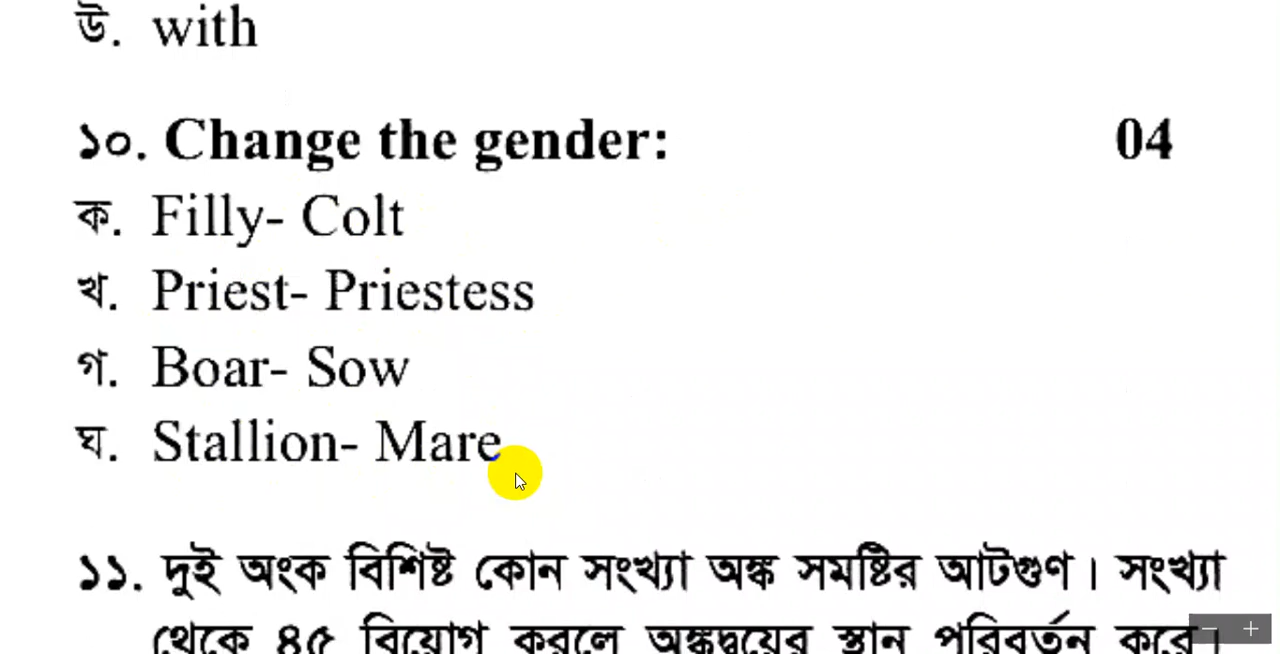 উ. with
১০. Change the gender: 04
ক. Filly- Colt
খ. Priest- Priestess
গ. Boar- Sow
ঘ. Stallion- Mare
১১. দুই অংক বিশিষ্ট কোন সংখ্যা অঙ্ক সমষ্টির আটগুণ। সংখ্যা
থেকে ৪৫ বিয়োগ করলে অঙ্কদ্বয়ের স্থান পরিবর্তন করে।